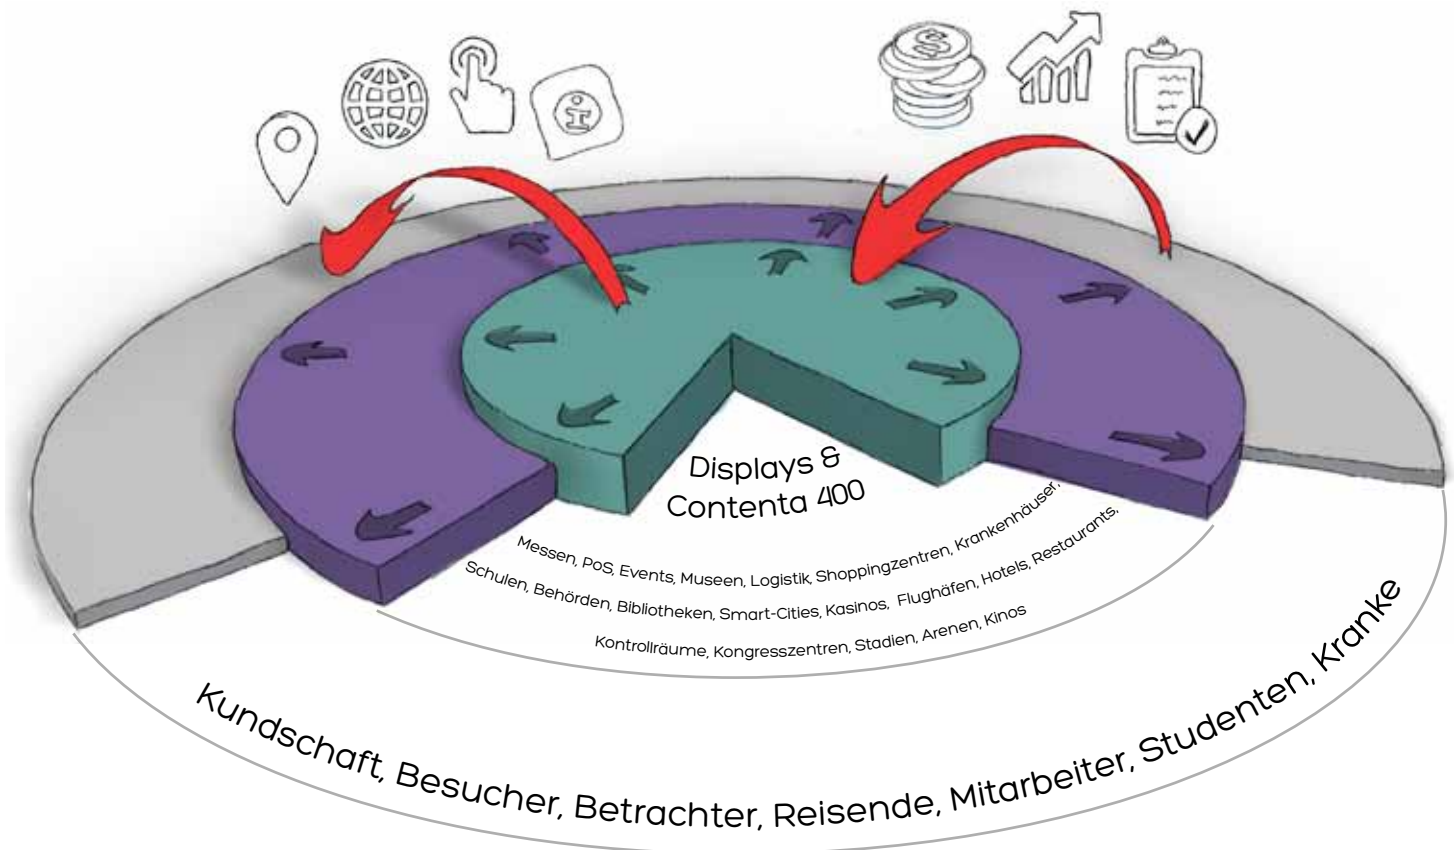 Displays &
Contenta 400
Messen, PoS, Events, Museen, Logistik, Shoppingzentren, Krankenhäuser,
Schulen, Behörden, Bibliotheken, Smart-Cities, Kasinos, Flughäfen, Hotels, Restaurants,
Kontrollräume, Kongresszentren, Stadien, Arenen, Kinos
Kundschaft, Besucher, Betrachter, Reisende, Mitarbeiter, Studenten, Kranke